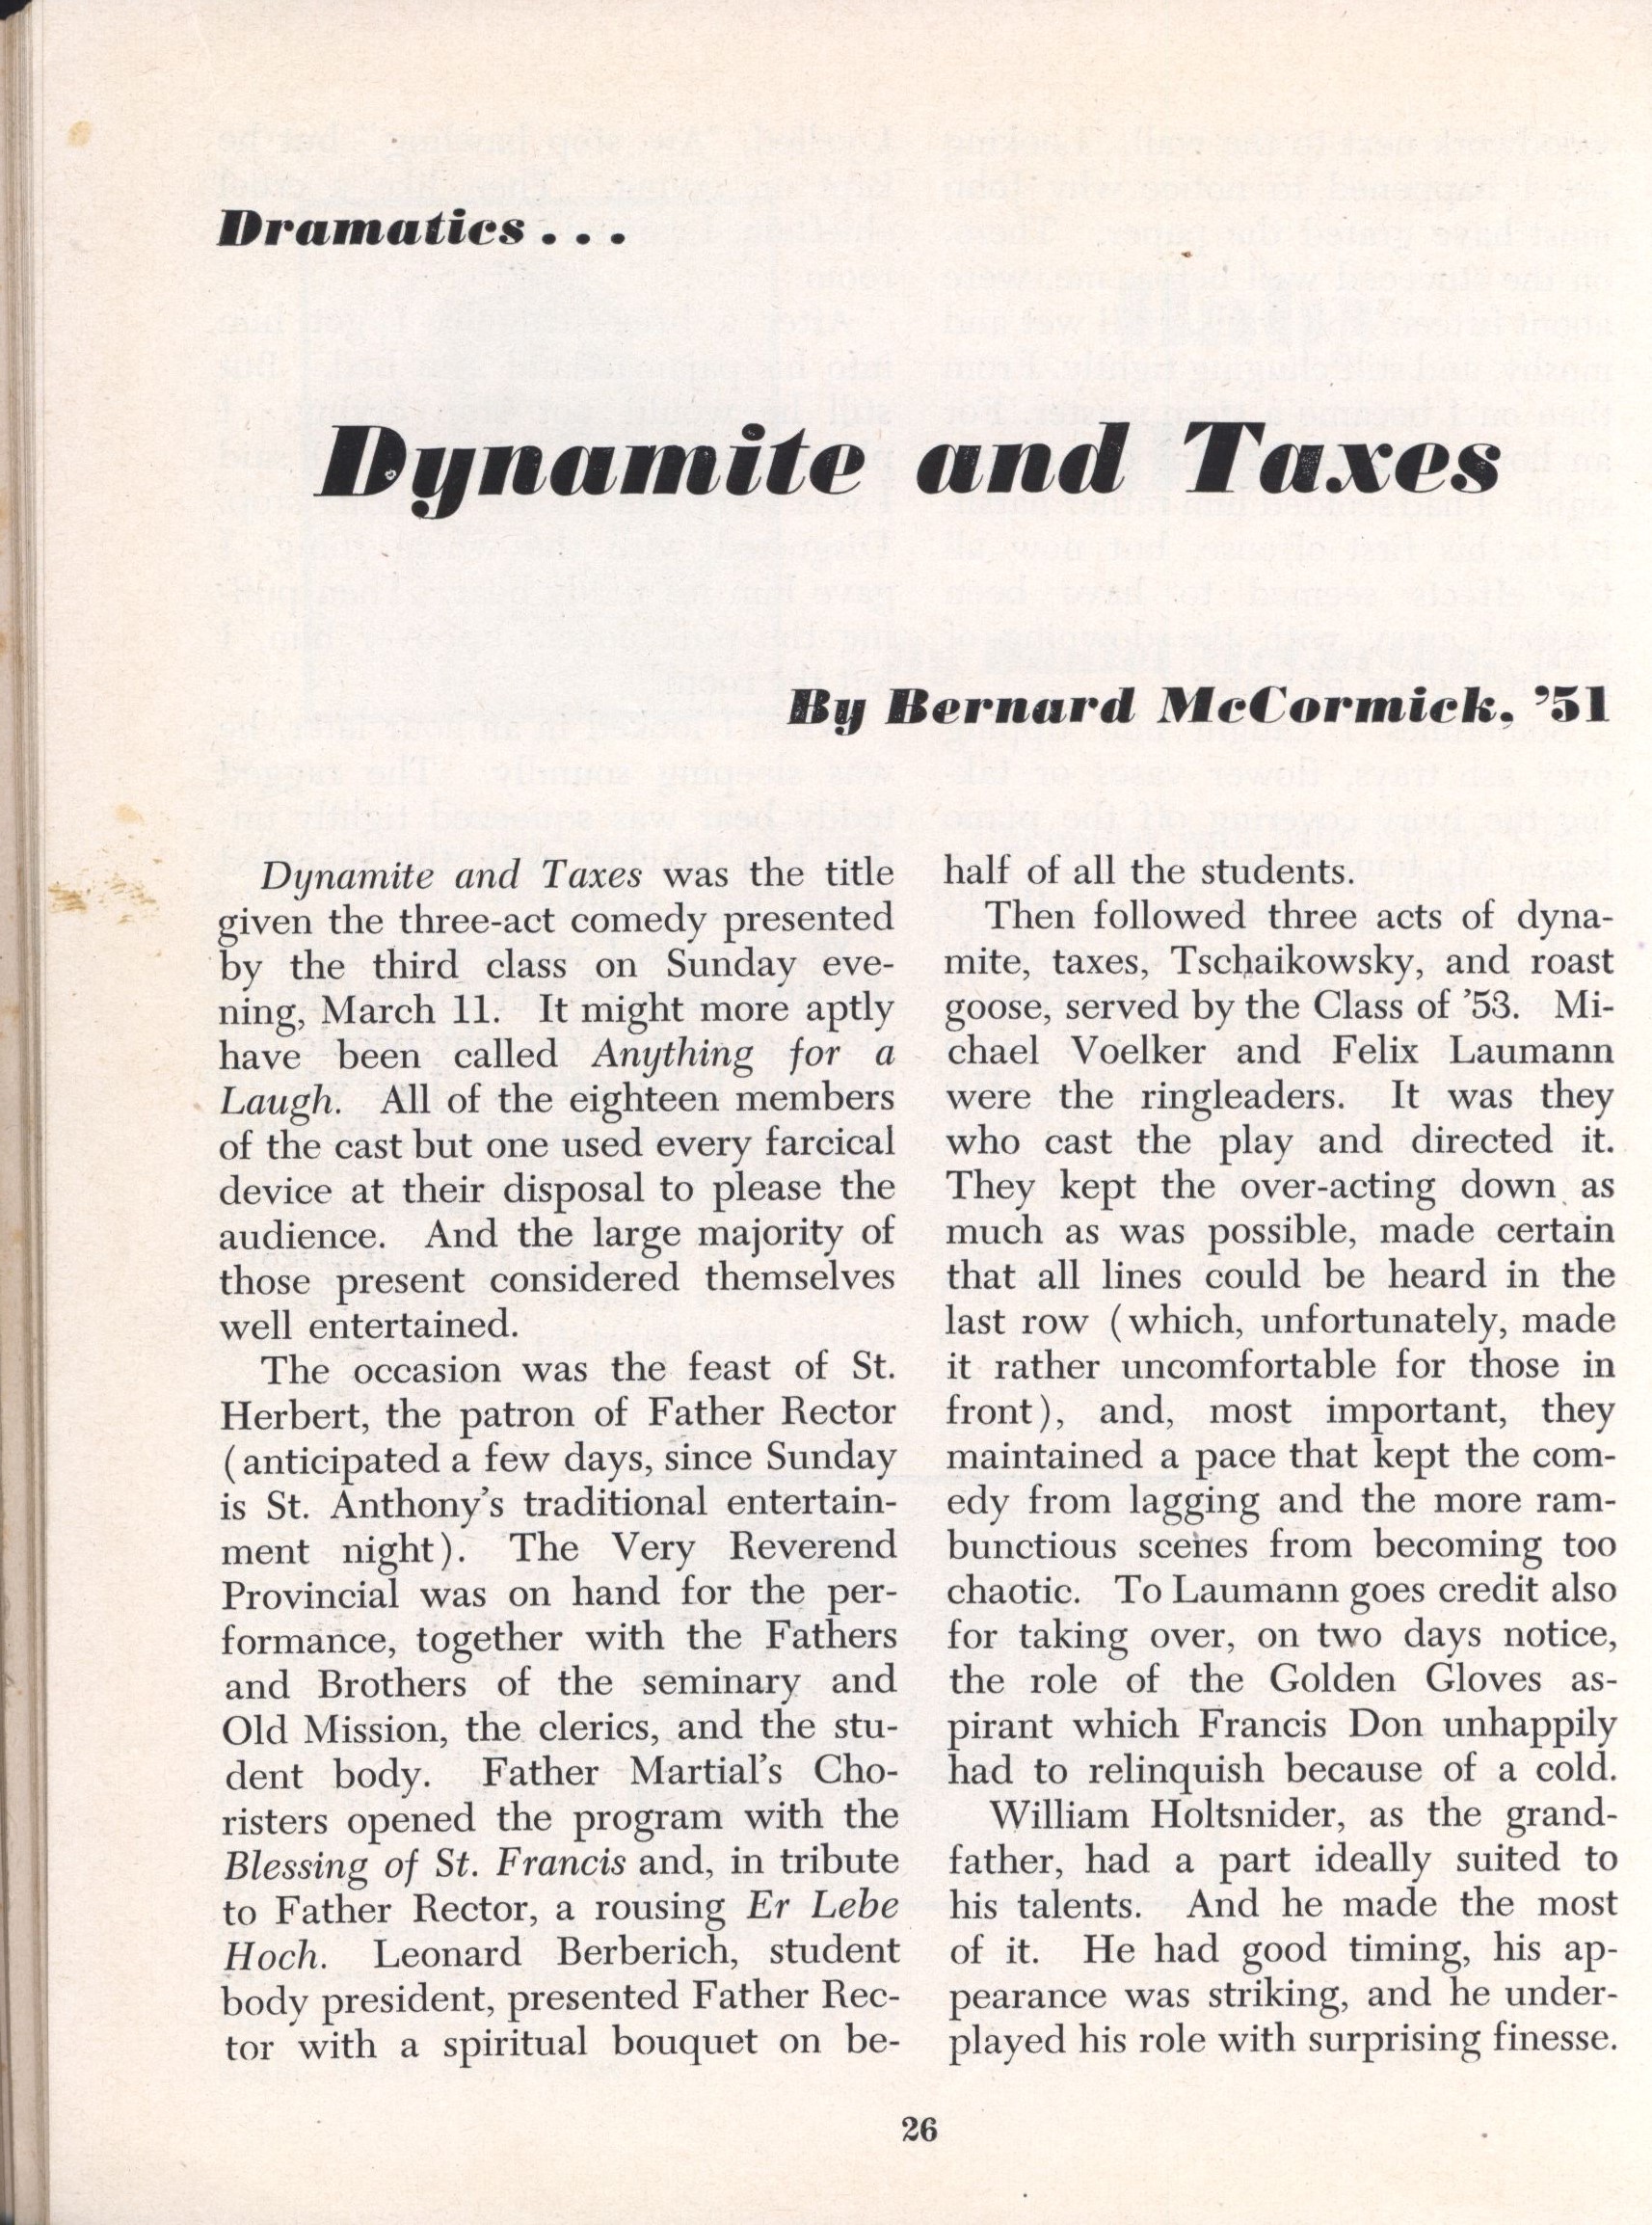 Dramatics . . .
Dynamite and Taxes
By Bernard McCormick, '51
Dynamite and Taxes was the title
given the three-act comedy presented
by the third class on Sunday eve-
ning, March 11. It might more aptly
have been called Anything for a
Laugh. All of the eighteen members
of the cast but one used every farcical
device at their disposal to please the
audience. And the large majority of
those present considered themselves
well entertained.
The occasion was the feast of St.
Herbert, the patron of Father Rector
(anticipated a few days, since Sunday
is St. Anthony's traditional entertain-
ment night). The Very Reverend
Provincial was on hand for the per-
formance, together with the Fathers
and Brothers of the seminary and
Old Mission, the clerics, and the stu-
dent body. Father Martial's Cho-
risters opened the program with the
Blessing of St. Francis and, in tribute
to Father Rector, a rousing Er Lebe
Hoch. Leonard Berberich, student
body president, presented Father Rec-
tor with a spiritual bouquet on be-
half of all the students.
Then followed three acts of dyna-
mite, taxes, Tschaikowsky, and roast
goose, served by the Class of '53. Mi-
chael Voelker and Felix Laumann
were the ringleaders. It was they
who cast the play and directed it.
They kept the over-acting down as
much as was possible, made certain
that all lines could be heard in the
last row (which, unfortunately, made
it rather uncomfortable for those in
front), and, most important, they
maintained a pace that kept the com-
edy from lagging and the more ram-
bunctious scenes from becoming too
chaotic. To Laumann goes credit also
for taking over, on two days notice,
the role of the Golden Gloves as-
pirant which Francis Don unhappily
had to relinquish because of a cold.
William Holtsnider, as the grand-
father, had a part ideally suited to
his talents. And he made the most
of it. He had good timing, his ap-
pearance was striking, and he under-
played his role with surprising finesse.
26